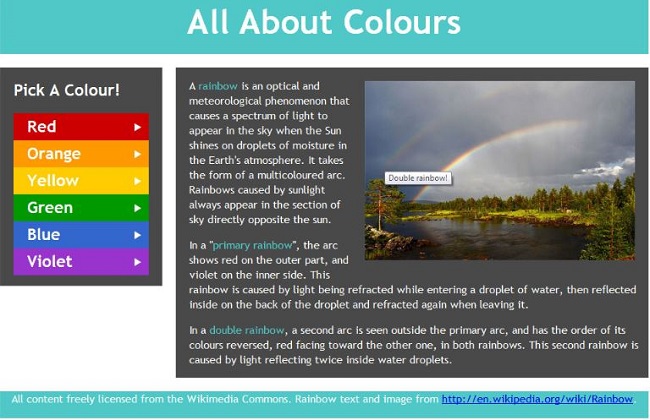 All About Colours
Pick A Colour!
Red
Orange
Yellow
Green
Blue
Violet
A rainbow is an optical and
meteorological phenomenon that
causes a spectrum of light to
appear in the sky when the Sun
shines on droplets of moisture in
the Earth's atmosphere. It takes
the form of a multicoloured arc.
Rainbows caused by sunlight
always appear in the section of
sky directly opposite the sun.
Double rainbow!
In a "primary rainbow", the arc
shows red on the outer part, and
violet on the inner side. This
rainbow is caused by light being refracted while entering a droplet of water, then reflected
inside on the back of the droplet and refracted again when leaving it.
In a double rainbow, a second arc is seen outside the primary arc, and has the order of its
colours reversed, red facing toward the other one, in both rainbows. This second rainbow is
caused by light reflecting twice inside water droplets.
All content freely licensed from the Wikimedia Commons. Rainbow text and image from http://en.wikipedia.org/wiki/Rainbow.